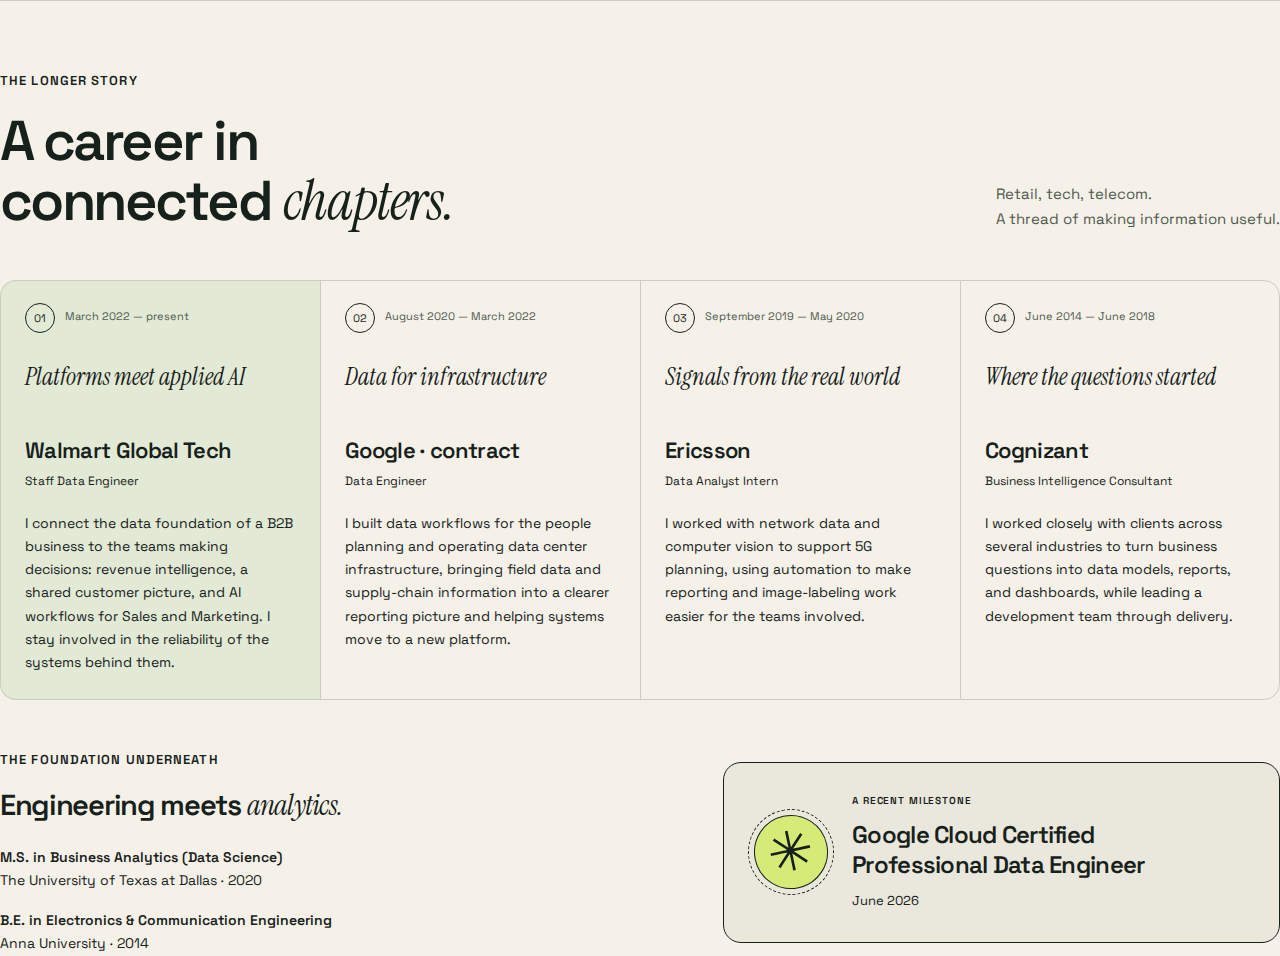 THE LONGER STORY
A career in
connected chapters.
Retail, tech, telecom.
A thread of making information useful.
01 March 2022 — present
Platforms meet applied AI
Walmart Global Tech
Staff Data Engineer
I connect the data foundation of a B2B
business to the teams making
decisions: revenue intelligence, a
shared customer picture, and AI
workflows for Sales and Marketing. I
stay involved in the reliability of the
systems behind them.
02 August 2020 — March 2022
Data for infrastructure
Google · contract
Data Engineer
I built data workflows for the people
planning and operating data center
infrastructure, bringing field data and
supply-chain information into a clearer
reporting picture and helping systems
move to a new platform.
03 September 2019 — May 2020
Signals from the real world
Ericsson
Data Analyst Intern
I worked with network data and
computer vision to support 5G
planning, using automation to make
reporting and image-labeling work
easier for the teams involved.
04 June 2014 — June 2018
Where the questions started
Cognizant
Business Intelligence Consultant
I worked closely with clients across
several industries to turn business
questions into data models, reports,
and dashboards, while leading a
development team through delivery.
THE FOUNDATION UNDERNEATH
Engineering meets analytics.
M.S. in Business Analytics (Data Science)
The University of Texas at Dallas · 2020
B.E. in Electronics & Communication Engineering
Anna University · 2014
A RECENT MILESTONE
Google Cloud Certified
Professional Data Engineer
June 2026